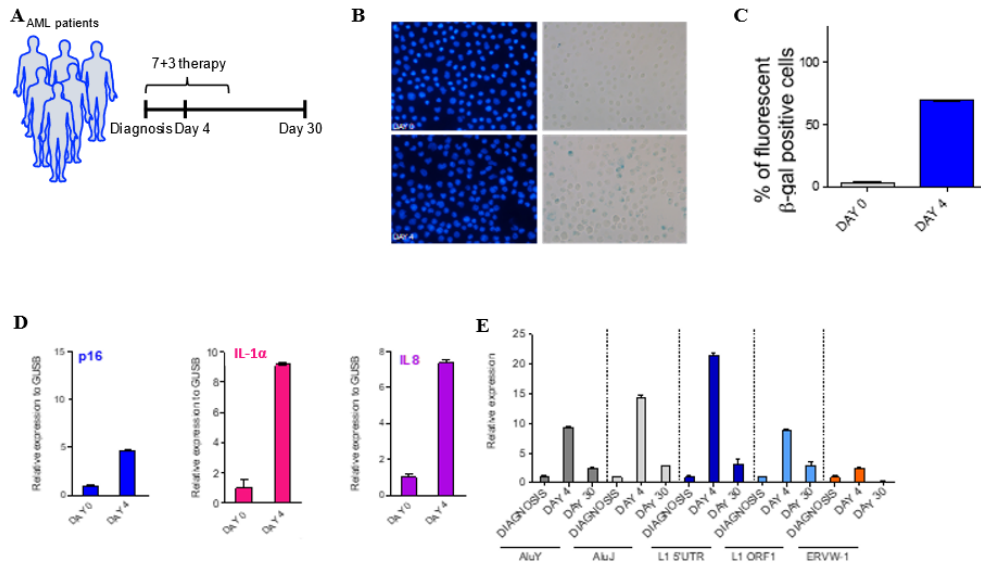 A
AML patients
7+3 therapy
Diagnosis Day 4
Day 30
B
DAY 0
DAY 4
C
% of fluorescent
β-gal positive cells
100
50
0
DAY 0
DAY 4
D
p16
Relative expression to GUSB
15
10
5
0
DAY 0
DAY 4
IL-1α
Relative expression to GUSB
10
8
6
4
2
0
DAY 0
DAY 4
IL8
Relative expression to GUSB
8
6
4
2
0
DAY 0
DAY 4
E
Relative expression
25
20
15
10
5
0
DIAGNOSIS
DAY 4
DAY 30
DIAGNOSIS
DAY 4
DAY 30
DIAGNOSIS
DAY 4
DAY 30
DIAGNOSIS
DAY 4
DAY 30
DIAGNOSIS
DAY 4
DAY 30
AluY
AluJ
L1 5'UTR
L1 ORF1
ERVW-1